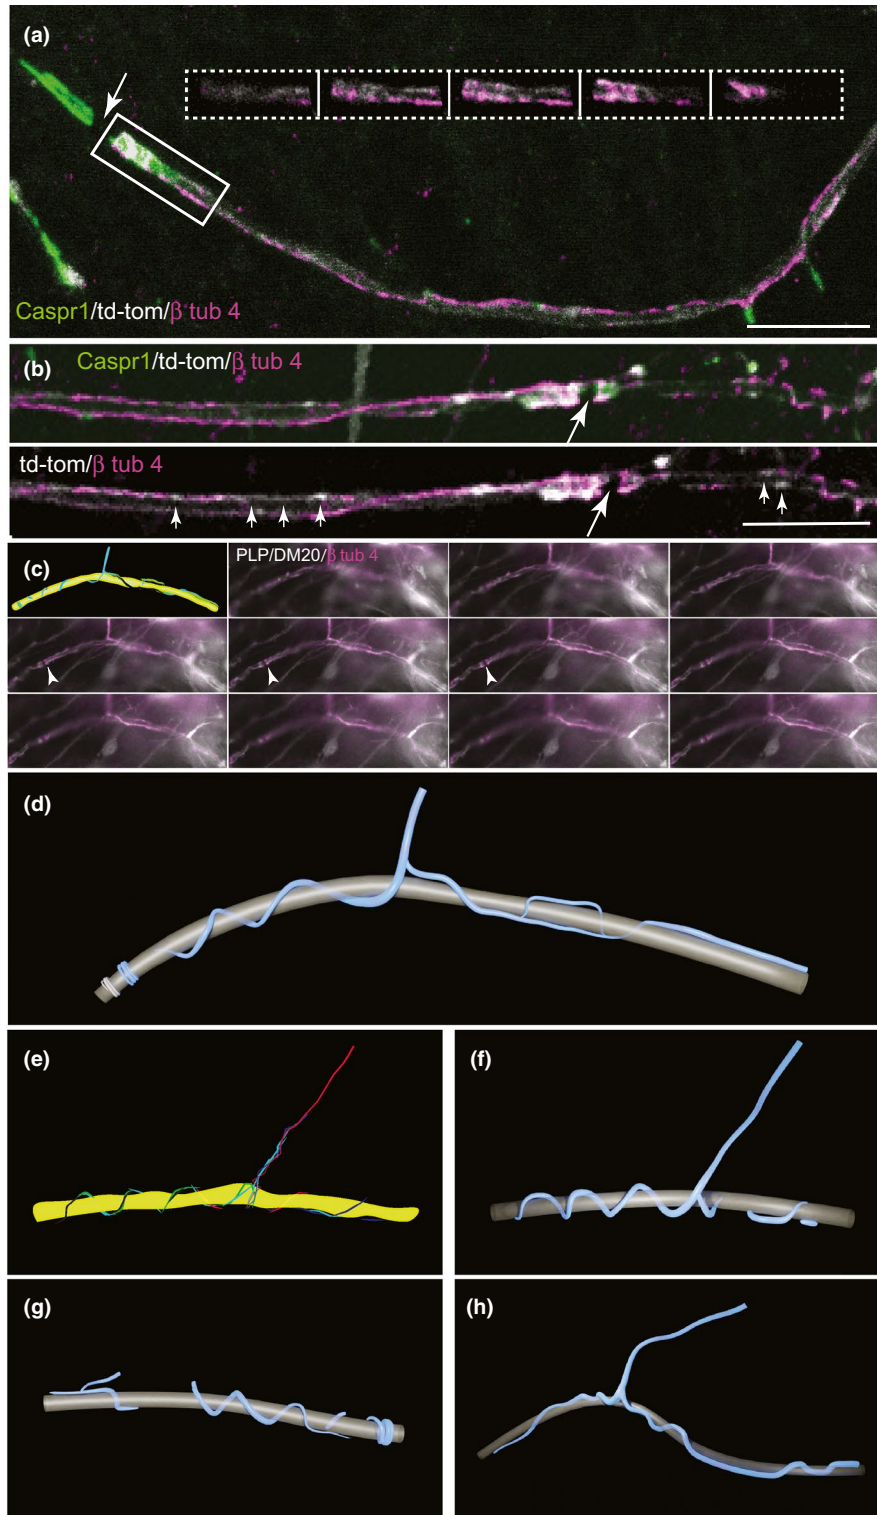 (a)
Caspr1/td-tom/β tub 4
(b)
Caspr1/td-tom/β tub 4
td-tom/β tub 4
(c)
PLP/DM20/β tub 4
(d)
(e)
(f)
(g)
(h)